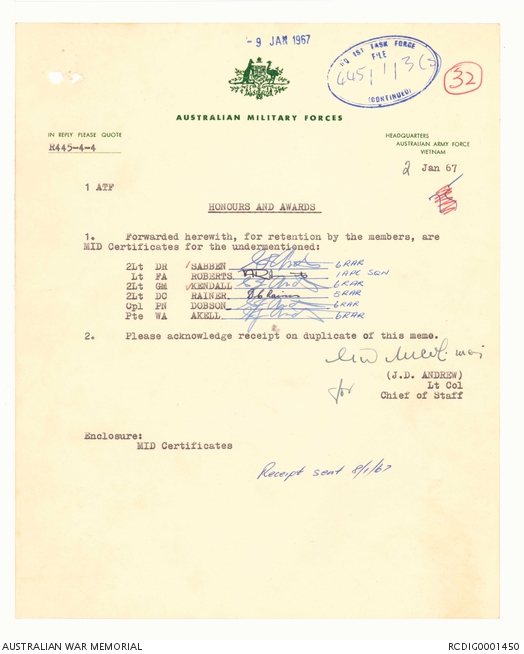 -9 JAN 1967
HQ 1ST TASK FORCE
FILE
445/1/3
(CONTINUED)
32
AUSTRALIAN MILITARY FORCES
IN REPLY PLEASE QUOTE
R445-4-4
HEADQUARTERS
AUSTRALIAN ARMY FORCE
VIETNAM
2 Jan 67
1 ATF
HONOURS AND AWARDS
1. Forwarded herewith, for retention by the members, are
MID Certificates for the undermentioned:
2Lt DR SABBEN 6RAR
Lt FA ROBERTS 1APC SQN
2Lt GM KENDALL 6RAR
2Lt DC RAINER 5RAR
Cpl PN DOBSON 6RAR
Pte WA AKELL 6RAR
2. Please acknowledge receipt on duplicate of this memo.
maj
(J.D. ANDREW)
for Lt Col
Chief of Staff
Enclosure:
MID Certificates
Receipt sent 8/1/67
AUSTRALIAN WAR MEMORIAL
RCDIG0001450